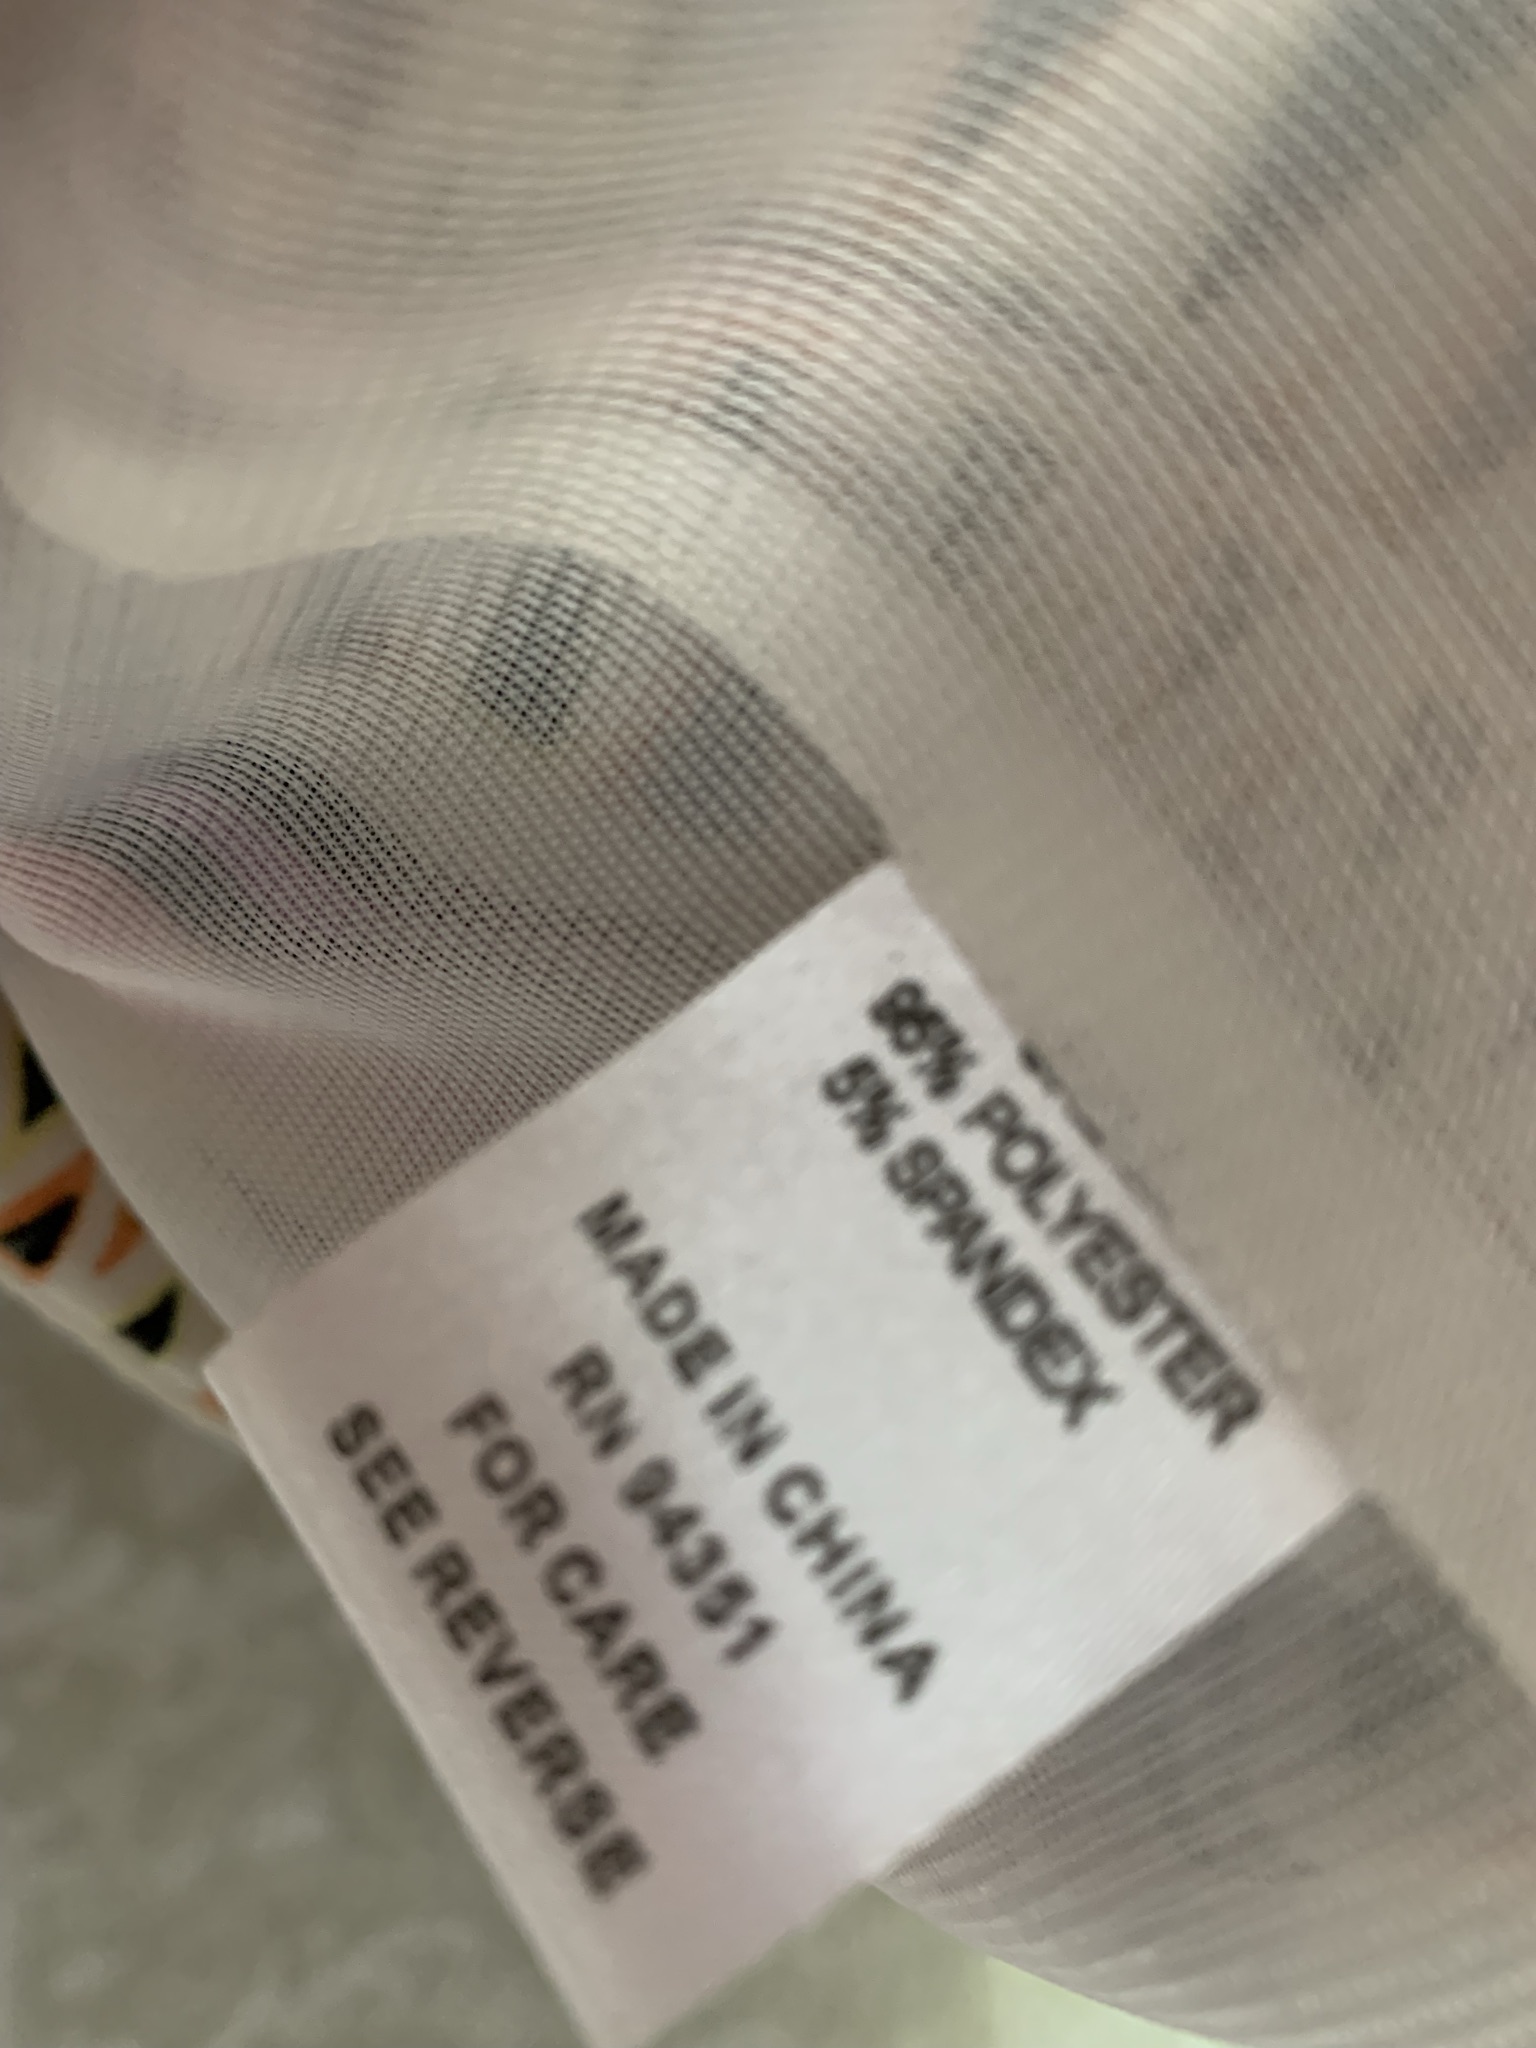 95% POLYESTER
5% SPANDEX
MADE IN CHINA
RN 94351
FOR CARE
SEE REVERSE